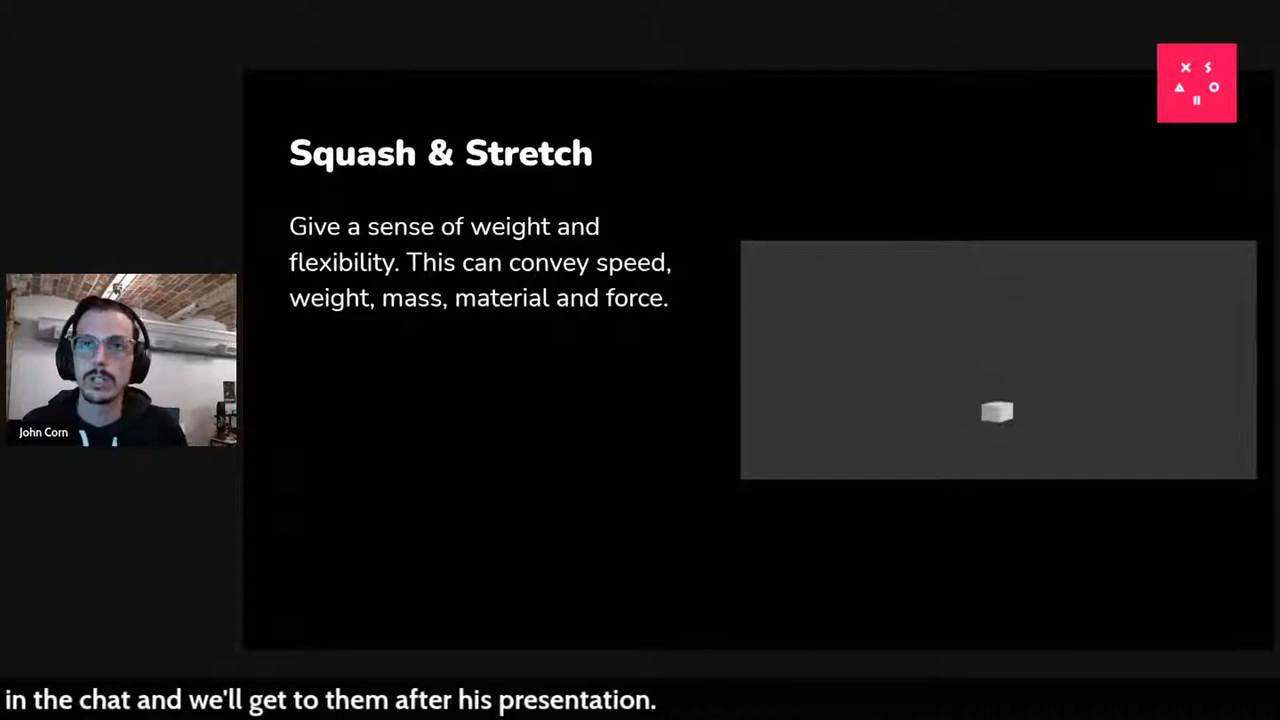 Squash & Stretch
Give a sense of weight and
flexibility. This can convey speed,
weight, mass, material and force.
John Corn
in the chat and we'll get to them after his presentation.